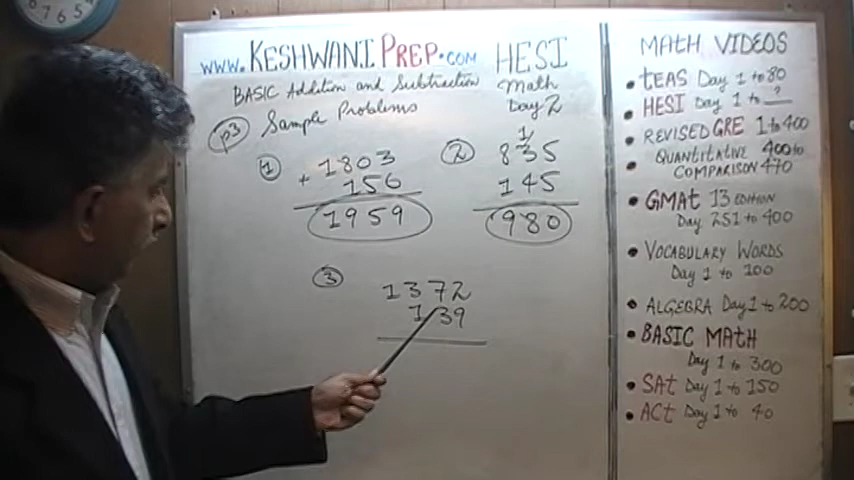 7 6 5
www.KESHWANIPREP.COM HESI
BASIC Addition and Subtraction Math
Day 2
p3 Sample Problems
1 1803
+ 156
1959
2 1
835
145
980
3 1372
139
MATH VIDEOS
• TEAS Day 1 to 80
• HESI Day 1 to ?
• REVISED GRE 1 to 400
• QUANTITATIVE 400 to
COMPARISON 470
• GMAT 13 EDITION
Day 251 to 400
• VOCABULARY WORDS
Day 1 to 100
• ALGEBRA Day 1 to 200
• BASIC MATH
Day 1 to 300
• SAT Day 1 to 150
• ACT Day 1 to 40